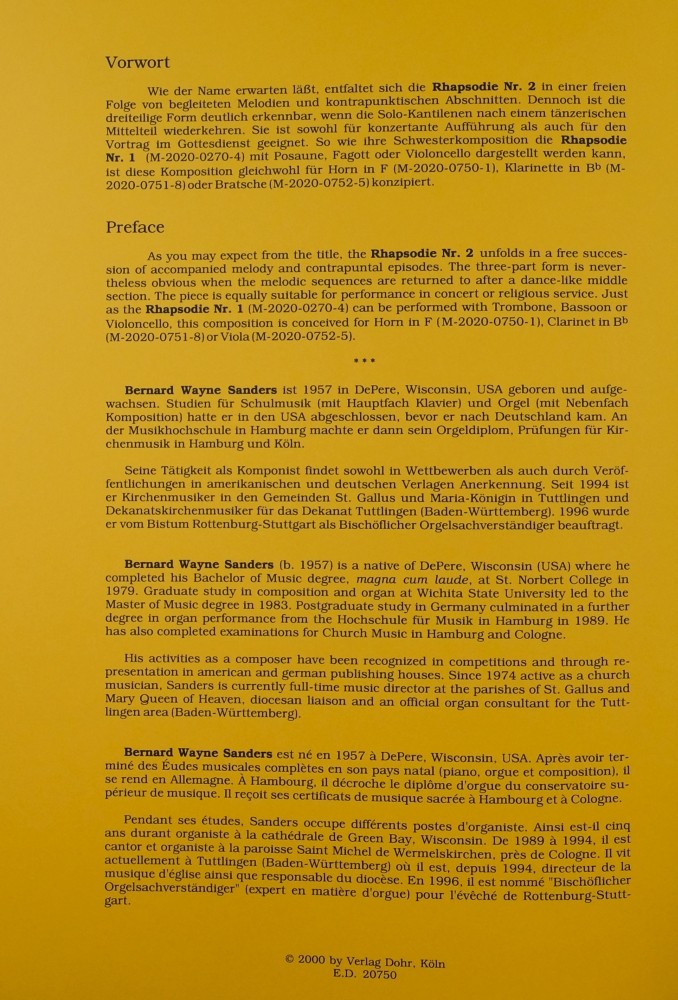 Vorwort
Wie der Name erwarten läßt, entfaltet sich die Rhapsodie Nr. 2 in einer freien
Folge von begleiteten Melodien und kontrapunktischen Abschnitten. Dennoch ist die
dreiteilige Form deutlich erkennbar, wenn die Solo-Kantilenen nach einem tänzerischen
Mittelteil wiederkehren. Sie ist sowohl für konzertante Aufführung als auch für den
Vortrag im Gottesdienst geeignet. So wie ihre Schwesterkomposition die Rhapsodie
Nr. 1 (M-2020-0270-4) mit Posaune, Fagott oder Violoncello dargestellt werden kann,
ist diese Komposition gleichwohl für Horn in F (M-2020-0750-1), Klarinette in Bb (M-
2020-0751-8) oder Bratsche (M-2020-0752-5) konzipiert.
Preface
As you may expect from the title, the Rhapsodie Nr. 2 unfolds in a free succes-
sion of accompanied melody and contrapuntal episodes. The three-part form is never-
theless obvious when the melodic sequences are returned to after a dance-like middle
section. The piece is equally suitable for performance in concert or religious service. Just
as the Rhapsodie Nr. 1 (M-2020-0270-4) can be performed with Trombone, Bassoon or
Violoncello, this composition is conceived for Horn in F (M-2020-0750-1), Clarinet in Bb
(M-2020-0751-8) or Viola (M-2020-0752-5).
* * *
Bernard Wayne Sanders ist 1957 in DePere, Wisconsin, USA geboren und aufge-
wachsen. Studien für Schulmusik (mit Hauptfach Klavier) und Orgel (mit Nebenfach
Komposition) hatte er in den USA abgeschlossen, bevor er nach Deutschland kam. An
der Musikhochschule in Hamburg machte er dann sein Orgeldiplom, Prüfungen für Kir-
chenmusik in Hamburg und Köln.
Seine Tätigkeit als Komponist findet sowohl in Wettbewerben als auch durch Veröf-
fentlichungen in amerikanischen und deutschen Verlagen Anerkennung. Seit 1994 ist
er Kirchenmusiker in den Gemeinden St. Gallus und Maria-Königin in Tuttlingen und
Dekanatskirchenmusiker für das Dekanat Tuttlingen (Baden-Württemberg). 1996 wurde
er vom Bistum Rottenburg-Stuttgart als Bischöflicher Orgelsachverständiger beauftragt.
Bernard Wayne Sanders (b. 1957) is a native of DePere, Wisconsin (USA) where he
completed his Bachelor of Music degree, magna cum laude, at St. Norbert College in
1979. Graduate study in composition and organ at Wichita State University led to the
Master of Music degree in 1983. Postgraduate study in Germany culminated in a further
degree in organ performance from the Hochschule für Musik in Hamburg in 1989. He
has also completed examinations for Church Music in Hamburg and Cologne.
His activities as a composer have been recognized in competitions and through re-
presentation in american and german publishing houses. Since 1974 active as a church
musician, Sanders is currently full-time music director at the parishes of St. Gallus and
Mary Queen of Heaven, diocesan liaison and an official organ consultant for the Tutt-
lingen area (Baden-Württemberg).
Bernard Wayne Sanders est né en 1957 à DePere, Wisconsin, USA. Après avoir ter-
miné des Éudes musicales complètes en son pays natal (piano, orgue et composition), il
se rend en Allemagne. À Hambourg, il décroche le diplôme d'orgue du conservatoire su-
périeur de musique. Il reçoit ses certificats de musique sacrée à Hambourg et à Cologne.
Pendant ses études, Sanders occupe différents postes d'organiste. Ainsi est-il cinq
ans durant organiste à la cathédrale de Green Bay, Wisconsin. De 1989 à 1994, il est
cantor et organiste à la paroisse Saint Michel de Wermelskirchen, près de Cologne. Il vit
actuellement à Tuttlingen (Baden-Württemberg) où il est, depuis 1994, directeur de la
musique d'église ainsi que responsable du diocèse. En 1996, il est nommé "Bischöflicher
Orgelsachverständiger" (expert en matière d'orgue) pour l'évêché de Rottenburg-Stutt-
gart.
© 2000 by Verlag Dohr, Köln
E.D. 20750